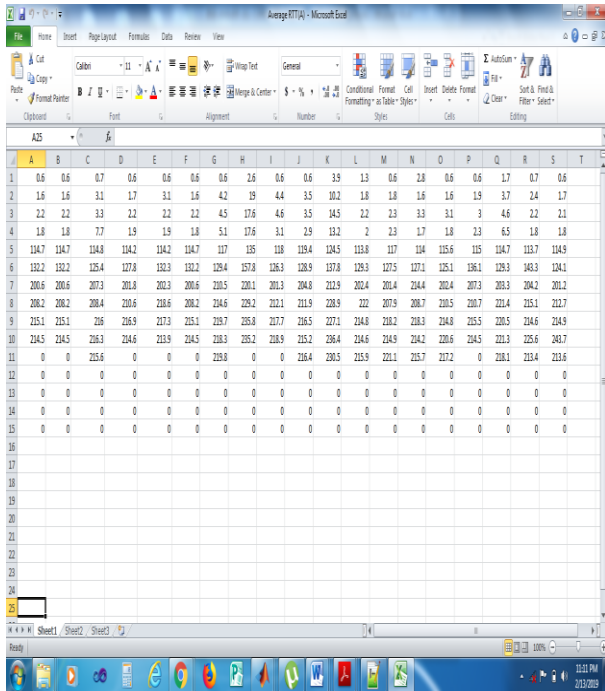 Average RTT(A) - Microsoft Excel
File Home Insert Page Layout Formulas Data Review View
Cut
Copy
Format Painter
Paste
Clipboard
Calibri 11
B I U
Font
Wrap Text
Merge & Center
Alignment
General
$ % ,
Number
Conditional Formatting
Format as Table
Cell Styles
Styles
Insert Delete Format
Cells
AutoSum
Fill
Clear
Sort & Filter
Find & Select
Editing
A25 fx
A B C D E F G H I J K L M N O P Q R S T
1 0.6 0.6 0.7 0.6 0.6 0.6 0.6 2.6 0.6 0.6 3.9 1.3 0.6 2.8 0.6 0.6 1.7 0.7 0.6
2 1.6 1.6 3.1 1.7 3.1 1.6 4.2 19 4.4 3.5 10.2 1.8 1.8 1.6 1.6 1.9 3.7 2.4 1.7
3 2.2 2.2 3.3 2.2 2.2 2.2 4.5 17.6 4.6 3.5 14.5 2.2 2.3 3.3 3.1 3 4.6 2.2 2.1
4 1.8 1.8 7.7 1.9 1.9 1.8 5.1 17.6 3.1 2.9 13.2 2 2.3 1.7 1.8 2.3 6.5 1.8 1.8
5 114.7 114.7 114.8 114.2 114.2 114.7 117 135 118 119.4 124.5 113.8 117 114 115.6 115 114.7 113.7 114.9
6 132.2 132.2 125.4 127.8 132.3 132.2 129.4 157.8 126.3 128.9 137.8 129.3 127.5 127.1 125.1 136.1 129.3 143.3 124.1
7 200.6 200.6 207.3 201.8 202.3 200.6 210.5 220.1 201.3 204.8 212.9 202.4 201.4 214.4 202.4 207.3 203.3 204.2 201.2
8 208.2 208.2 208.4 210.6 218.6 208.2 214.6 229.2 212.1 211.9 228.9 222 207.9 208.7 210.5 210.7 221.4 215.1 212.7
9 215.1 215.1 216 216.9 217.3 215.1 219.7 235.8 217.7 216.5 227.1 214.8 218.2 218.3 214.8 215.5 220.5 214.6 214.9
10 214.5 214.5 216.3 214.6 213.9 214.5 218.3 235.2 218.9 215.2 236.4 214.6 214.9 214.2 220.6 214.5 221.3 225.6 243.7
11 0 0 215.6 0 0 0 219.8 0 0 216.4 230.5 215.9 221.1 215.7 217.2 0 218.1 213.4 213.6
12 0 0 0 0 0 0 0 0 0 0 0 0 0 0 0 0 0 0 0
13 0 0 0 0 0 0 0 0 0 0 0 0 0 0 0 0 0 0 0
14 0 0 0 0 0 0 0 0 0 0 0 0 0 0 0 0 0 0 0
15 0 0 0 0 0 0 0 0 0 0 0 0 0 0 0 0 0 0 0
16
17
18
19
20
21
22
23
24
25
Sheet1 Sheet2 Sheet3
Ready 100%
11:11 PM
2/13/2019